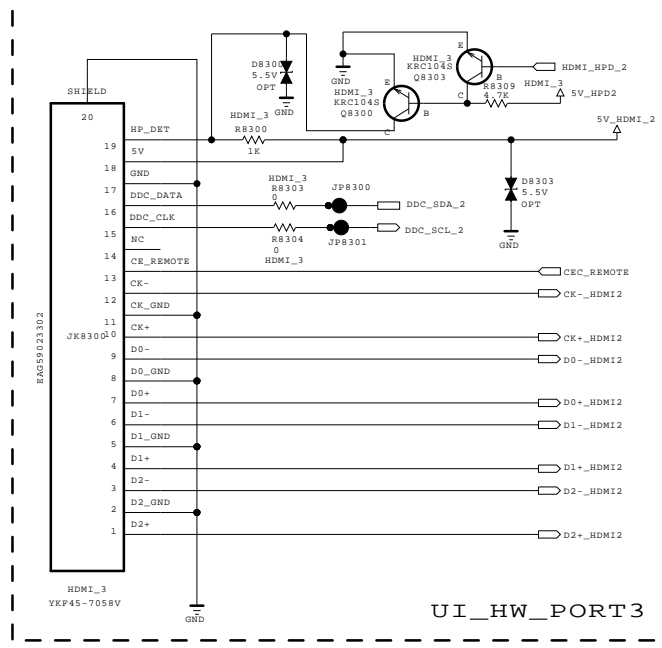 E
HDMI_3
KRC104S
Q8303
B
C
HDMI_HPD_2
R8309
4.7K
HDMI_3
5V_HPD2
GND
D8300
5.5V
OPT
GND
HDMI_3
KRC104S
Q8300
E
B
C
SHIELD
20
HDMI_3
R8300
1K
5V_HDMI_2
D8303
5.5V
OPT
GND
19
HP_DET
18
5V
17
GND
16
DDC_DATA
15
DDC_CLK
14
NC
13
CE_REMOTE
12
CK-
11
CK_GND
10
CK+
9
D0-
8
D0_GND
7
D0+
6
D1-
5
D1_GND
4
D1+
3
D2-
2
D2_GND
1
D2+
HDMI_3
R8303
0
JP8300
DDC_SDA_2
R8304
0
HDMI_3
JP8301
DDC_SCL_2
CEC_REMOTE
CK-_HDMI2
CK+_HDMI2
D0-_HDMI2
D0+_HDMI2
D1-_HDMI2
D1+_HDMI2
D2-_HDMI2
D2+_HDMI2
JK8300
EAG59023302
HDMI_3
YKF45-7058V
GND
UI_HW_PORT3